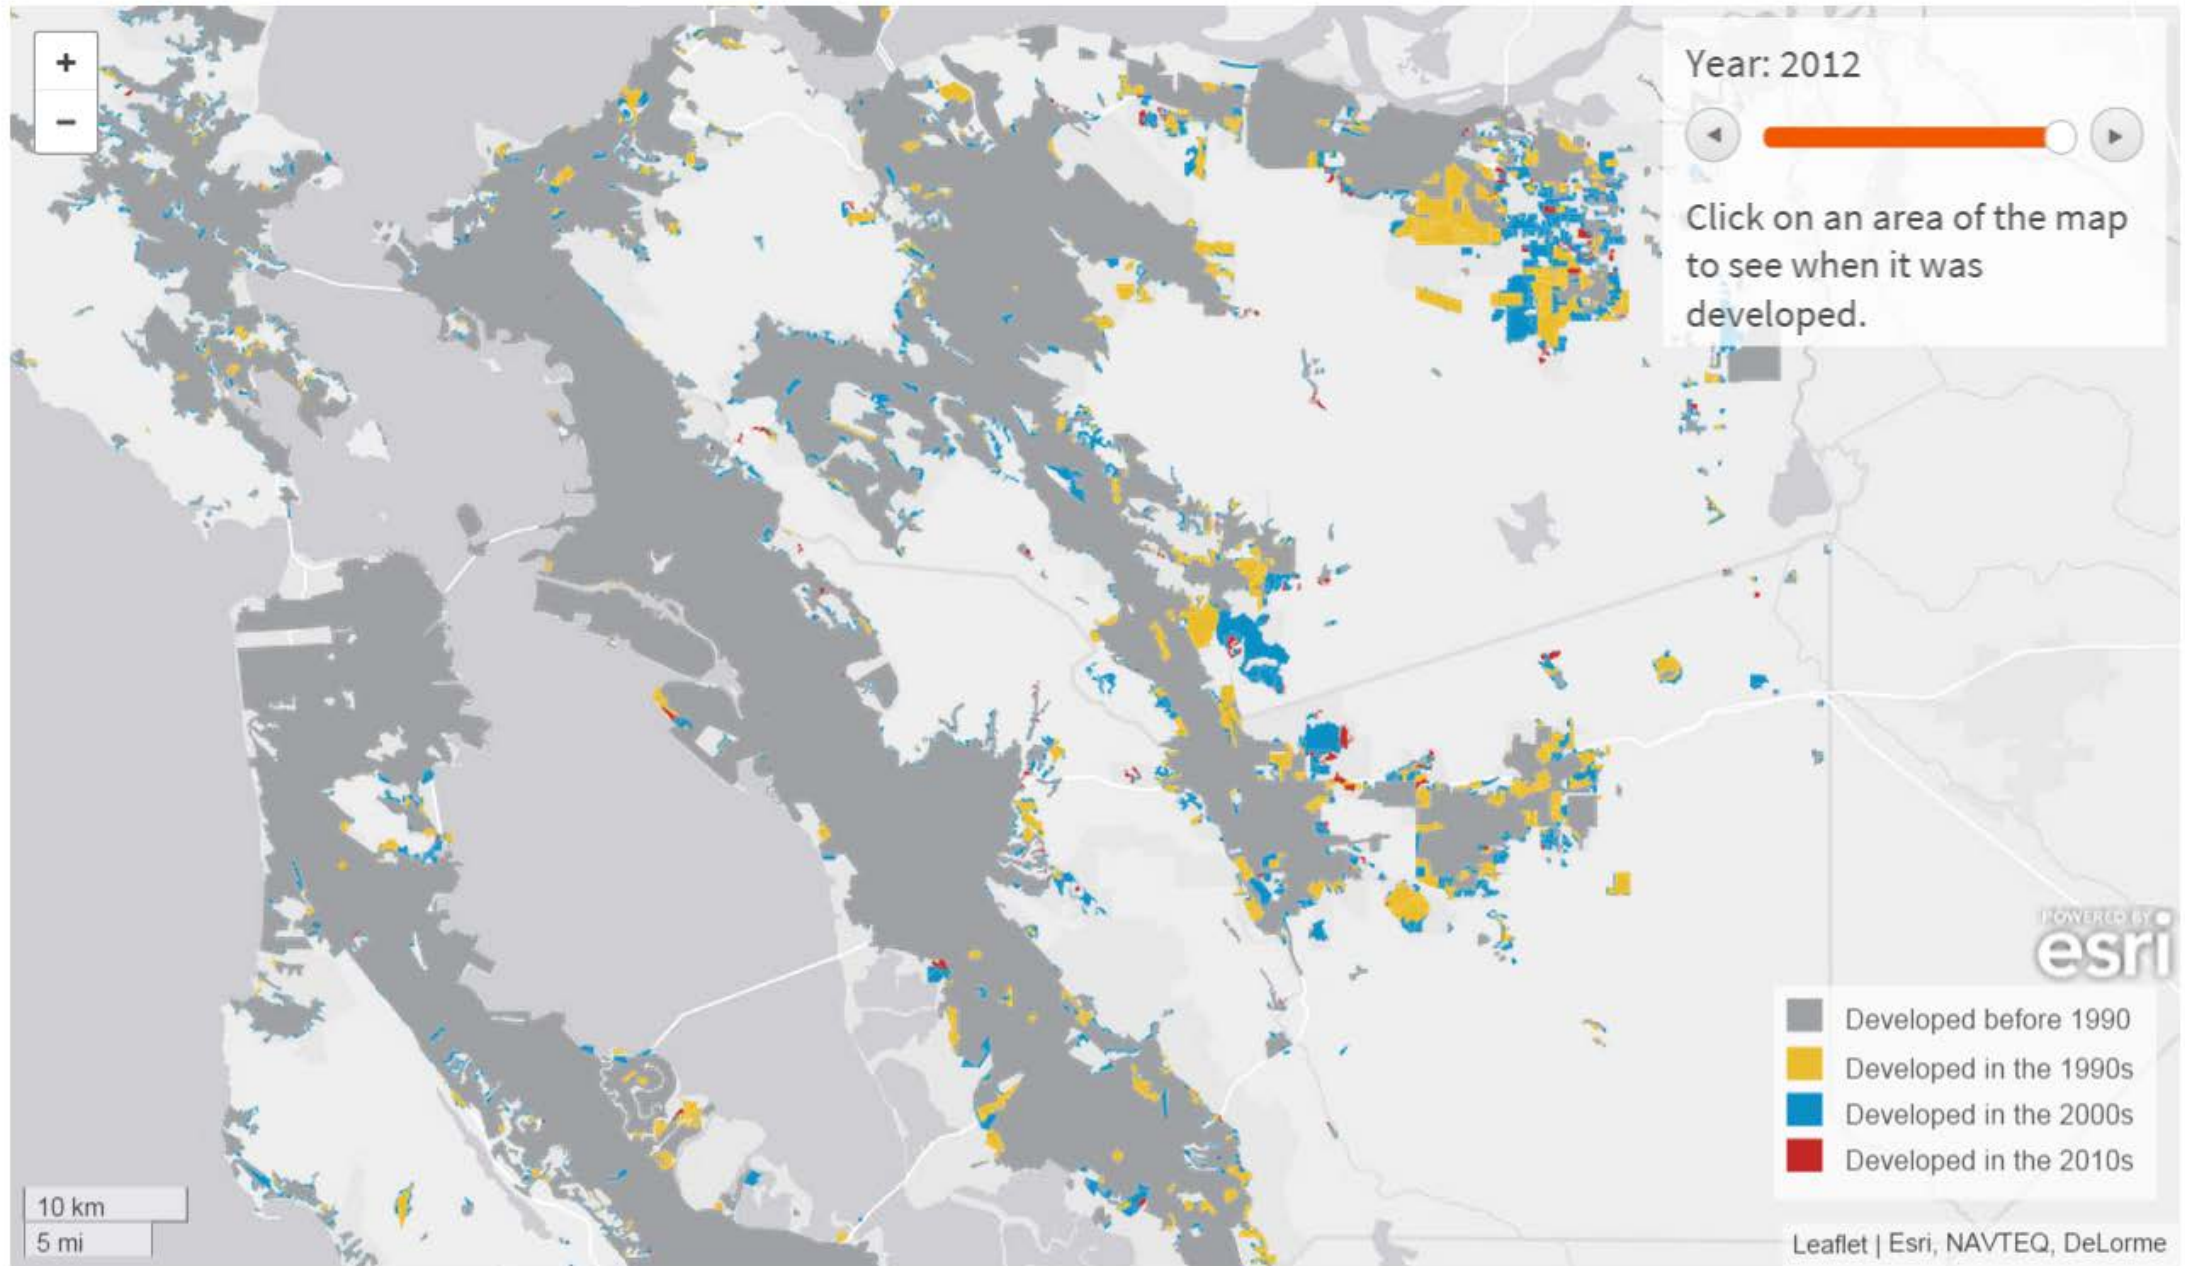 +
−
Year: 2012
Click on an area of the map
to see when it was
developed.
POWERED BY
esri
Developed before 1990
Developed in the 1990s
Developed in the 2000s
Developed in the 2010s
10 km
5 mi
Leaflet | Esri, NAVTEQ, DeLorme